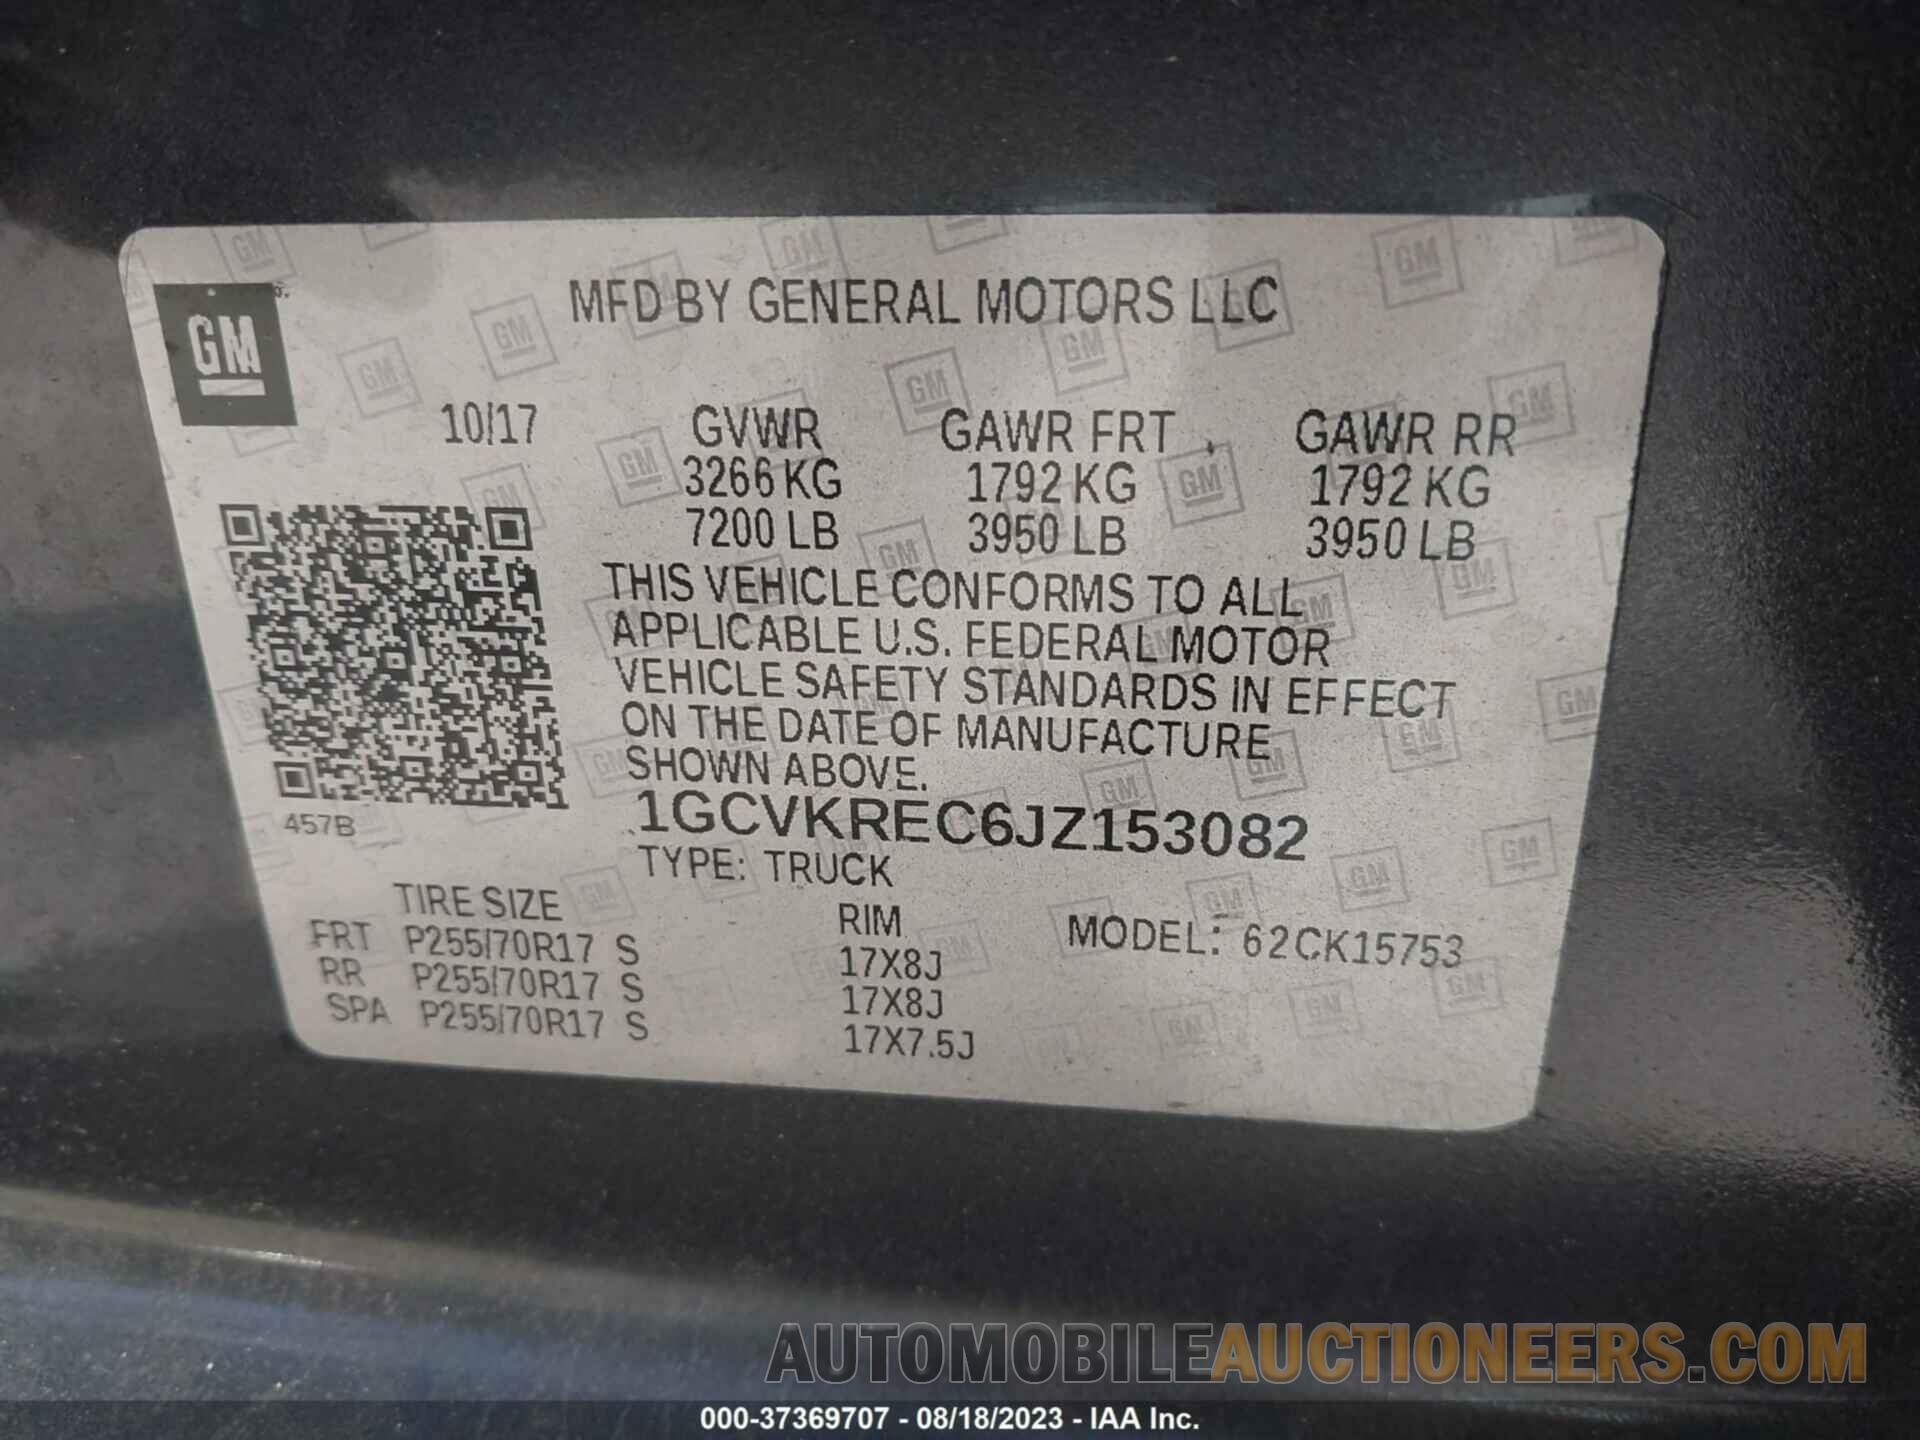 MFD BY GENERAL MOTORS LLC
GM
10/17 GVWR GAWR FRT GAWR RR
3266 KG 1792 KG 1792 KG
7200 LB 3950 LB 3950 LB
THIS VEHICLE CONFORMS TO ALL
APPLICABLE U.S. FEDERAL MOTOR
VEHICLE SAFETY STANDARDS IN EFFECT
ON THE DATE OF MANUFACTURE
SHOWN ABOVE.
457B
1GCVKREC6JZ153082
TYPE: TRUCK
TIRE SIZE RIM MODEL: 62CK15753
FRT P255/70R17 S 17X8J
RR P255/70R17 S 17X8J
SPA P255/70R17 S 17X7.5J
AUTOMOBILEAUCTIONEERS.COM
000-37369707 - 08/18/2023 - IAA Inc.